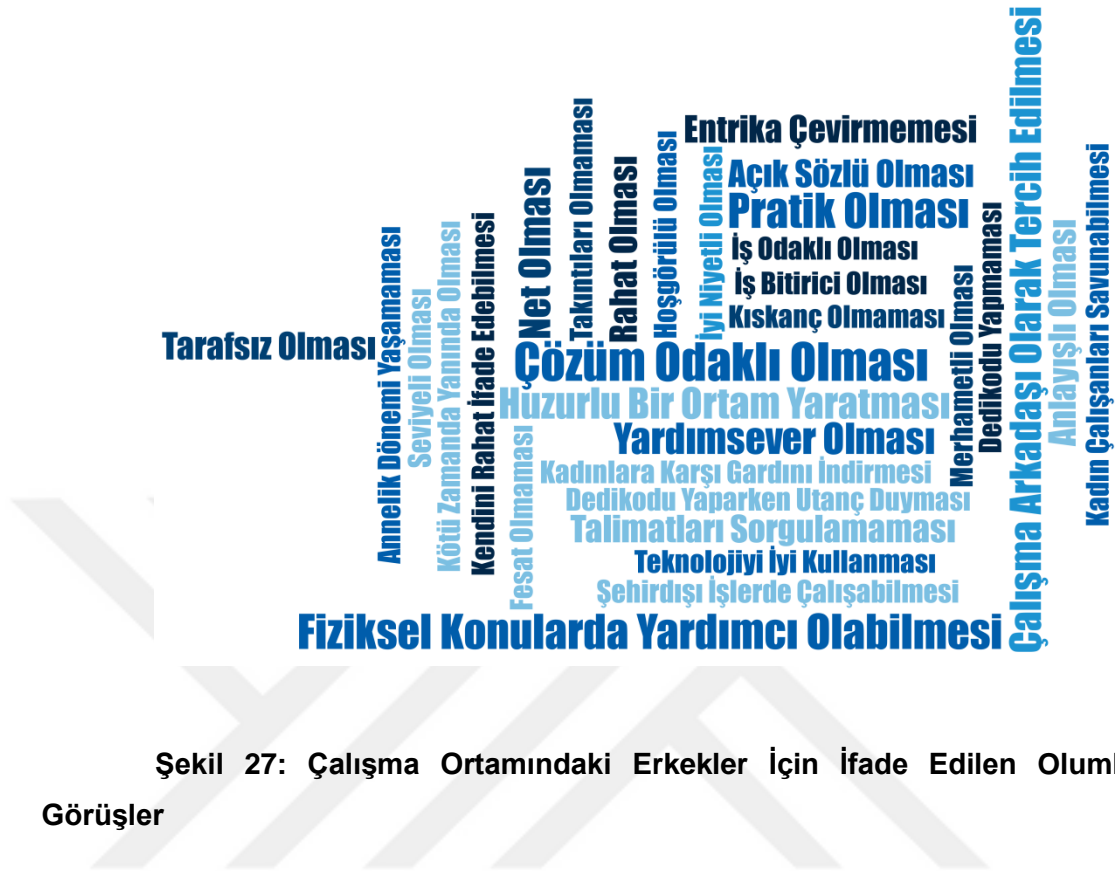 Tarafsız Olması
Annelik Dönemi Yaşamaması
Seviyeli Olması
Kötü Zamanda Yanında Olması
Kendini Rahat İfade Edebilmesi
Net Olması
Takıntıları Olmaması
Rahat Olması
Hoşgörülü Olması
İyi Niyetli Olması
Entrika Çevirmemesi
Açık Sözlü Olması
Pratik Olması
İş Odaklı Olması
İş Bitirici Olması
Kıskanç Olmaması
Çözüm Odaklı Olması
Huzurlu Bir Ortam Yaratması
Yardımsever Olması
Kadınlara Karşı Gardını İndirmesi
Dedikodu Yaparken Utanç Duyması
Talimatları Sorgulamaması
Teknolojiyi İyi Kullanması
Şehirdışı İşlerde Çalışabilmesi
Fesat Olmaması
Fiziksel Konularda Yardımcı Olabilmesi
Merhametli Olması
Dedikodu Yapmaması
Çalışma Arkadaşı Olarak Tercih Edilmesi
Anlayışlı Olması
Kadın Çalışanları Savunabilmesi
Şekil 27: Çalışma Ortamındaki Erkekler İçin İfade Edilen Oluml
Görüşler